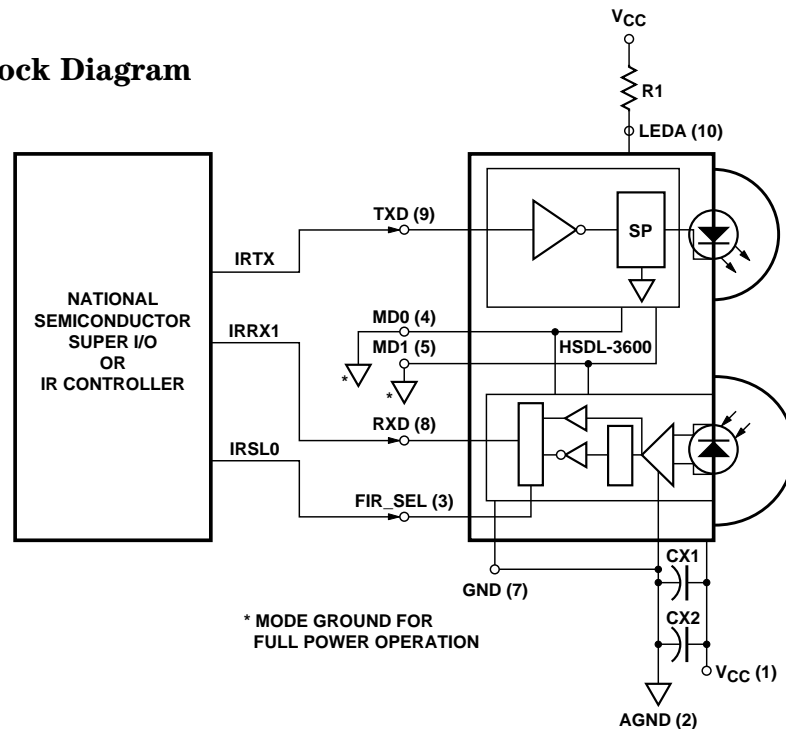 ock Diagram
VCC
R1
LEDA (10)
TXD (9)
SP
IRTX
NATIONAL
SEMICONDUCTOR
SUPER I/O
OR
IR CONTROLLER
MD0 (4)
IRRX1
MD1 (5)
HSDL-3600
*
*
RXD (8)
IRSL0
FIR_SEL (3)
CX1
GND (7)
* MODE GROUND FOR
FULL POWER OPERATION
CX2
VCC (1)
AGND (2)